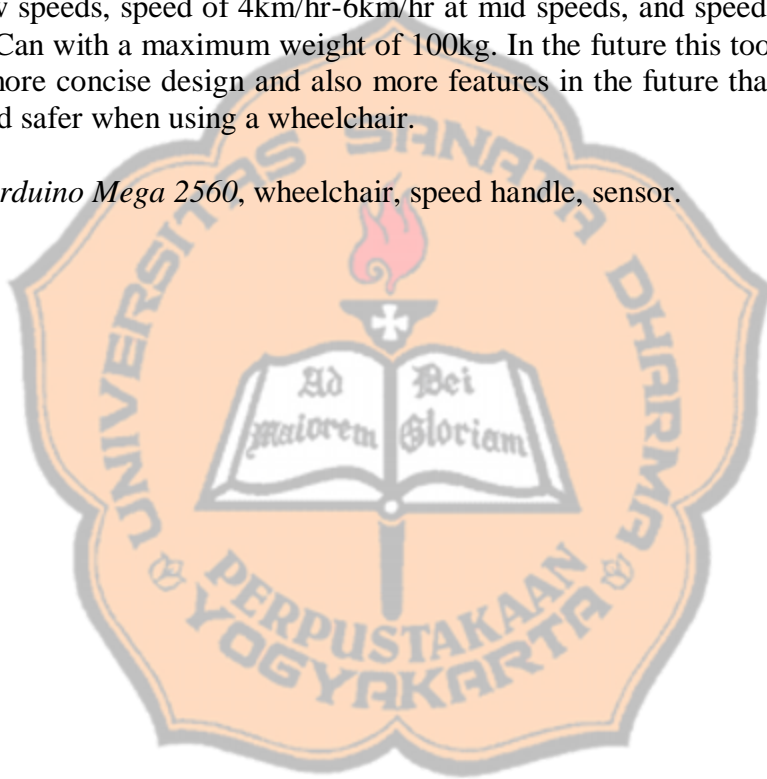 w speeds, speed of 4km/hr-6km/hr at mid speeds, and speed
Can with a maximum weight of 100kg. In the future this too
more concise design and also more features in the future tha
d safer when using a wheelchair.
rduino Mega 2560, wheelchair, speed handle, sensor.
UNIVERSITAS SANATA DHARMA
Ad Dei
maiorem Gloriam
PERPUSTAKAAN
YOGYAKARTA